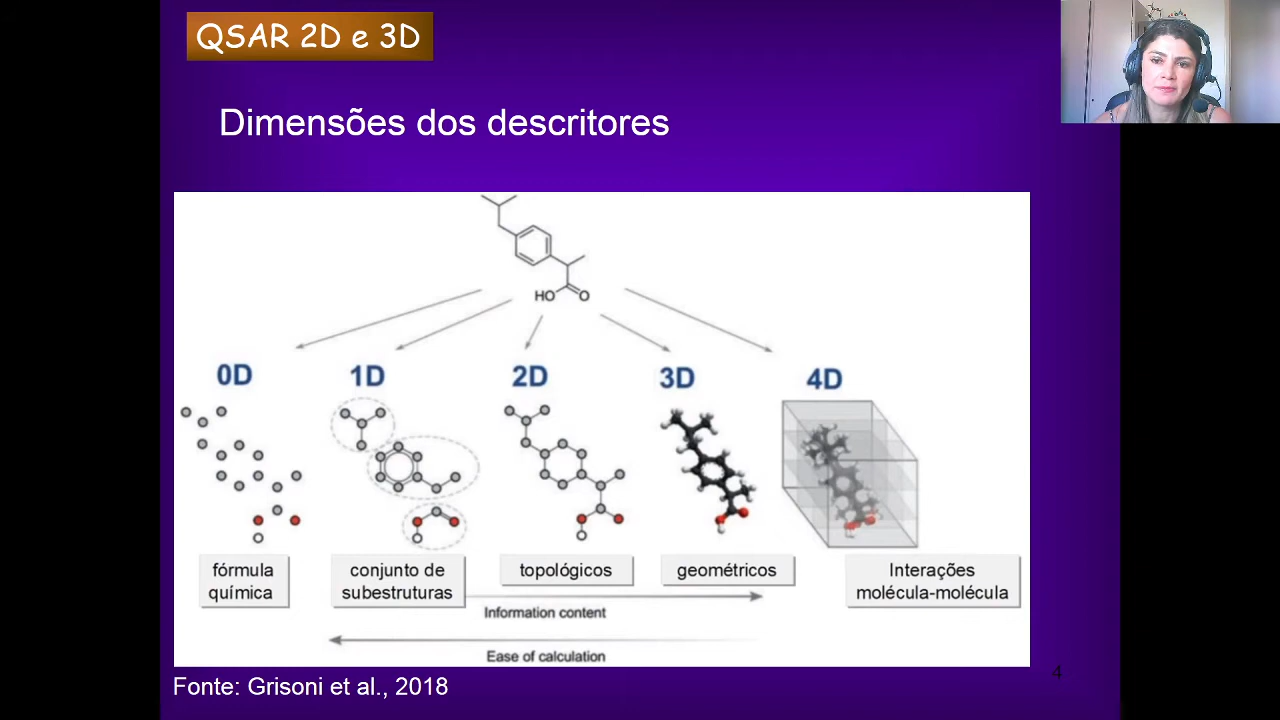 QSAR 2D e 3D
Dimensões dos descritores
HO
O
0D
1D
2D
3D
4D
fórmula
química
conjunto de
subestruturas
topológicos
geométricos
Interações
molécula-molécula
Information content
Ease of calculation
Fonte: Grisoni et al., 2018
4